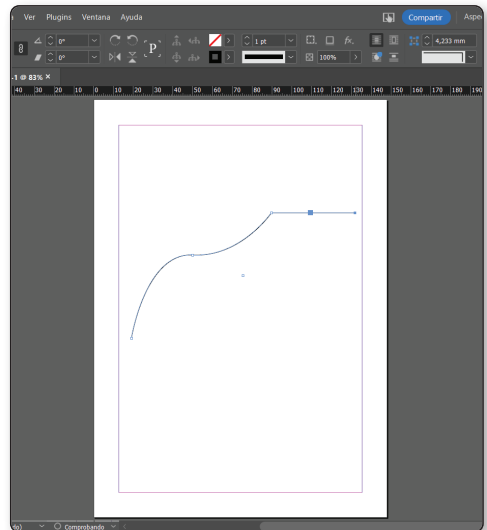 a Ver Plugins Ventana Ayuda Compartir Aspe
0° 1 pt fx. 4,233 mm
P
0° 100%
-1 @ 83% ×
40 30 20 10 0 10 20 30 40 50 60 70 80 90 100 110 120 130 140 150 160 170 180 190
lo) Comprobando